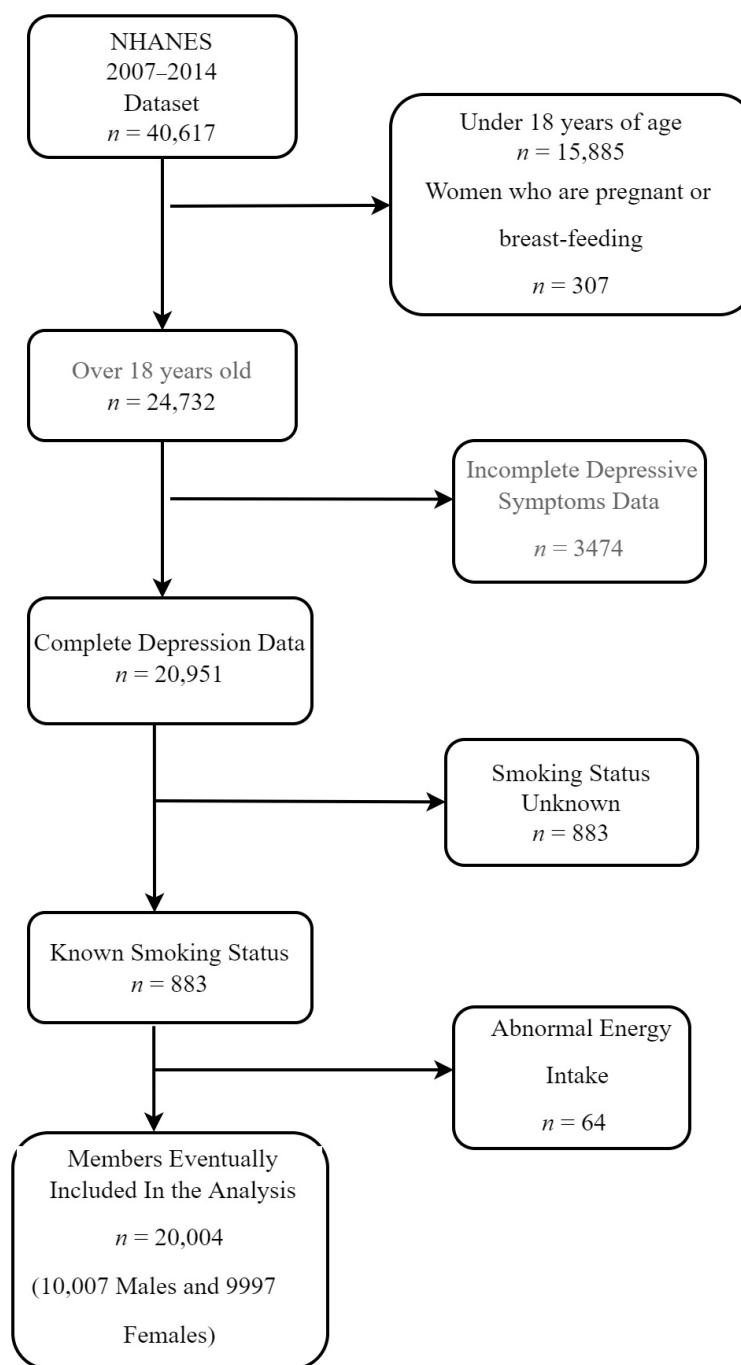 NHANES
2007–2014
Dataset
n = 40,617
Under 18 years of age
n = 15,885
Women who are pregnant or
breast-feeding
n = 307
Over 18 years old
n = 24,732
Incomplete Depressive
Symptoms Data
n = 3474
Complete Depression Data
n = 20,951
Smoking Status
Unknown
n = 883
Known Smoking Status
n = 883
Abnormal Energy
Intake
n = 64
Members Eventually
Included In the Analysis
n = 20,004
(10,007 Males and 9997
Females)